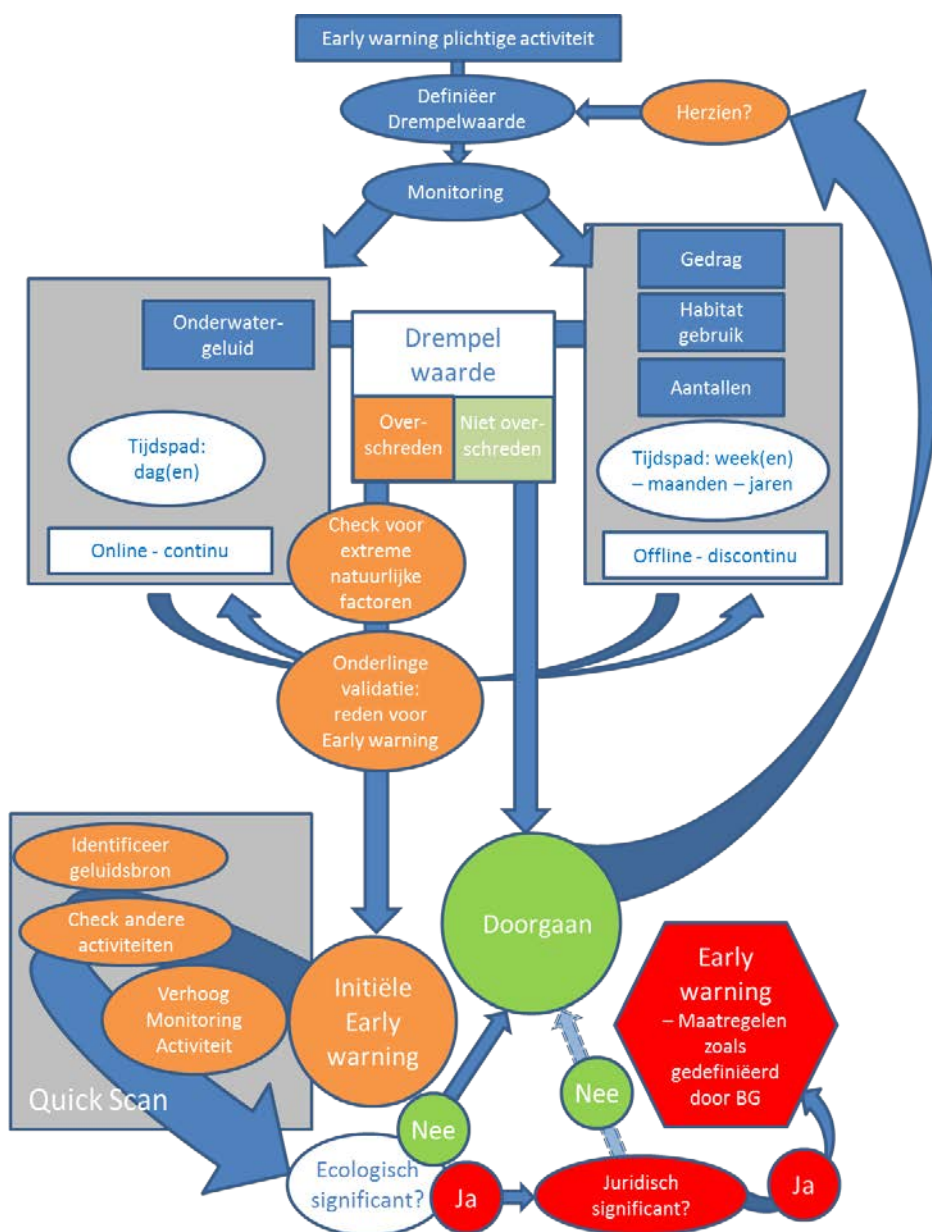 Early warning plichtige activiteit
Definiëer
Drempelwaarde
Herzien?
Monitoring
Onderwater-
geluid
Tijdspad:
dag(en)
Online - continu
Drempel
waarde
Over-
schreden
Niet over-
schreden
Gedrag
Habitat
gebruik
Aantallen
Tijdspad: week(en)
– maanden – jaren
Offline - discontinu
Check voor
extreme
natuurlijke
factoren
Onderlinge
validatie:
reden voor
Early warning
Identificeer
geluidsbron
Check andere
activiteiten
Verhoog
Monitoring
Activiteit
Quick Scan
Initiële
Early
warning
Doorgaan
Early
warning
– Maatregelen
zoals
gedefiniëerd
door BG
Nee
Nee
Ecologisch
significant?
Ja
Juridisch
significant?
Ja